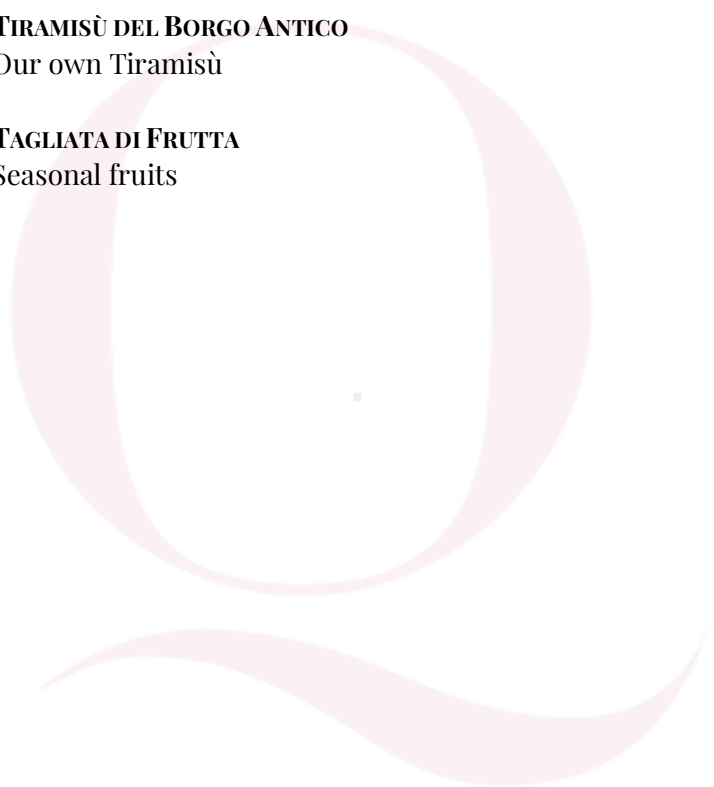 TIRAMISÙ DEL BORGO ANTICO
Our own Tiramisù
TAGLIATA DI FRUTTA
Seasonal fruits
Q